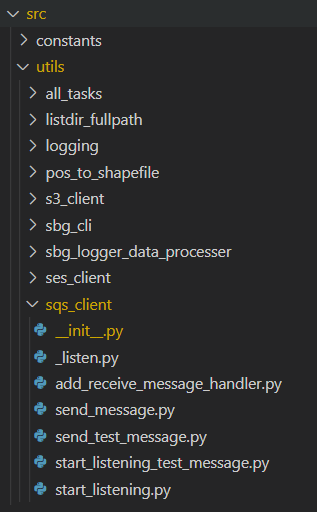 src
constants
utils
all_tasks
listdir_fullpath
logging
pos_to_shapefile
s3_client
sbg_cli
sbg_logger_data_processer
ses_client
sqs_client
__init__.py
_listen.py
add_receive_message_handler.py
send_message.py
send_test_message.py
start_listening_test_message.py
start_listening.py